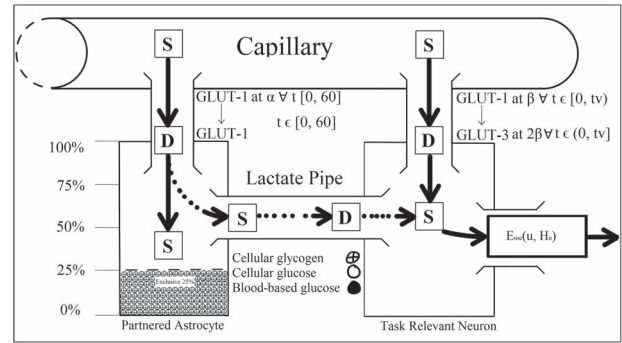 S
S
Capillary
GLUT-1 at α ∀ t [0, 60]
GLUT-1 at β ∀ t ϵ [0, tv)
t ϵ [0, 60]
GLUT-1
GLUT-3 at 2β∀ t ϵ (0, tv]
D
D
100%
75%
Lactate Pipe
50%
S
D
S
S
E (u, H)
25%
Exclusive 25%
Cellular glycogen
Cellular glucose
Blood-based glucose
0%
Partnered Astrocyte
Task Relevant Neuron